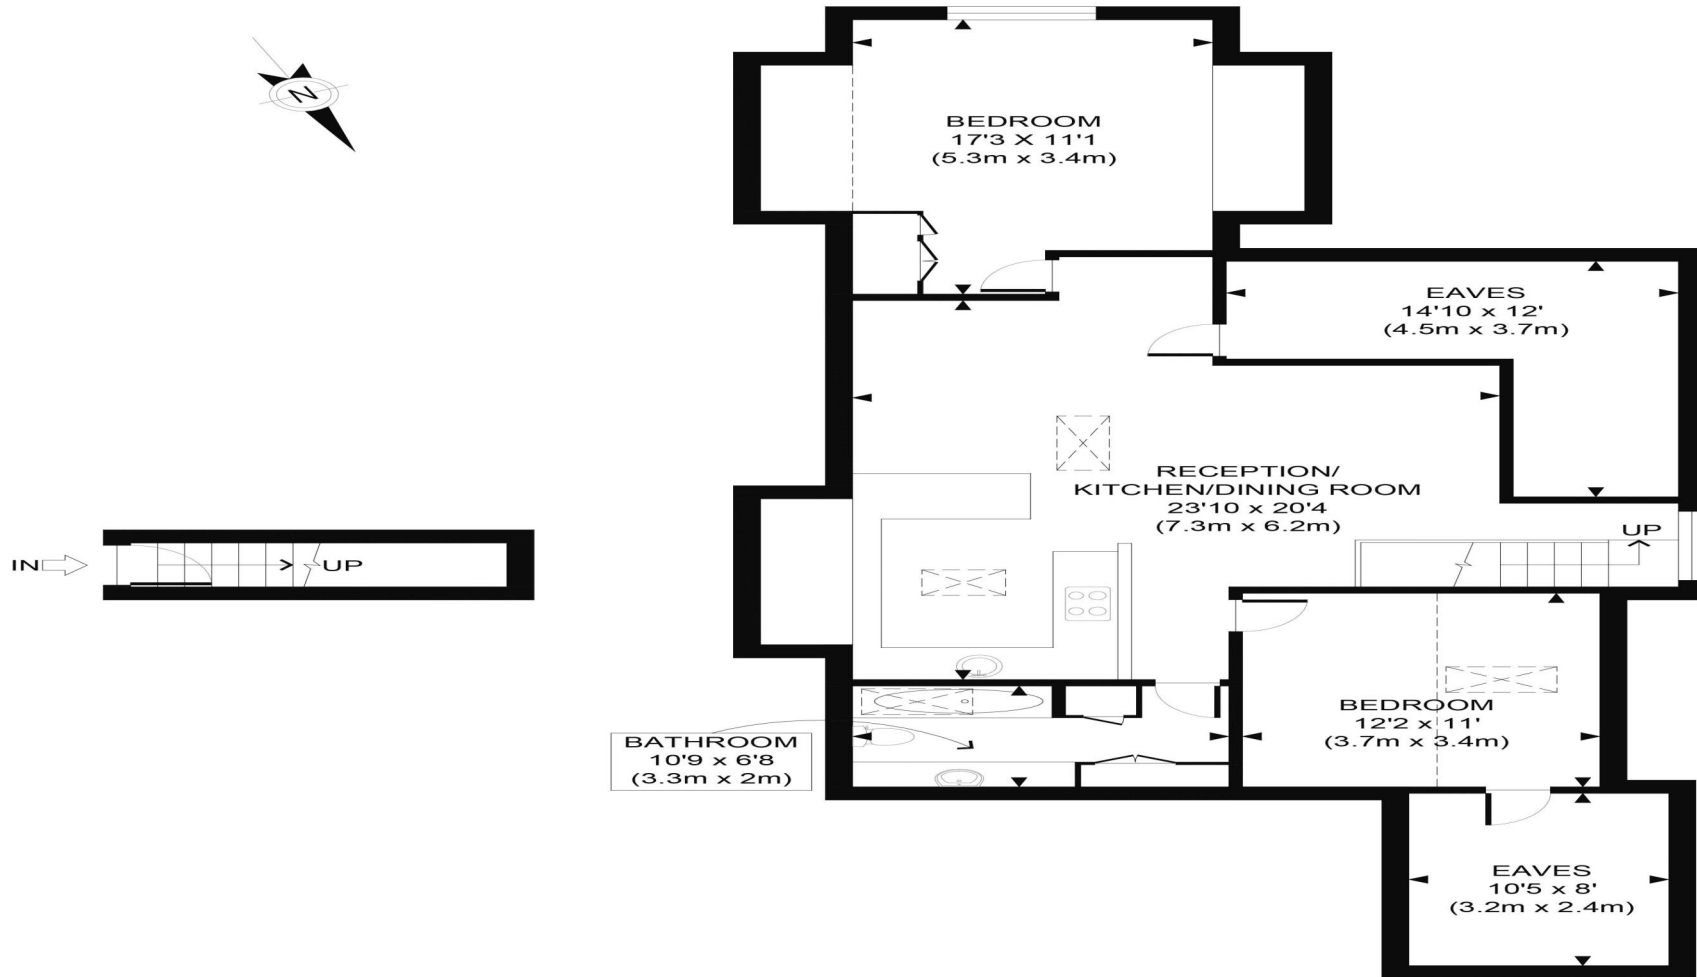 N
BEDROOM
17'3 X 11'1
(5.3m x 3.4m)
EAVES
14'10 x 12'
(4.5m x 3.7m)
RECEPTION/
KITCHEN/DINING ROOM
23'10 x 20'4
(7.3m x 6.2m)
UP
IN
UP
BEDROOM
12'2 x 11'
(3.7m x 3.4m)
BATHROOM
10'9 x 6'8
(3.3m x 2m)
EAVES
10'5 x 8'
(3.2m x 2.4m)